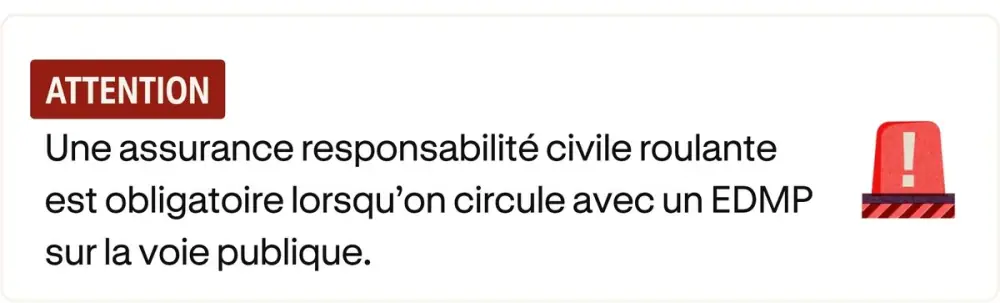 ATTENTION
Une assurance responsabilité civile roulante
est obligatoire lorsqu’on circule avec un EDMP
sur la voie publique.